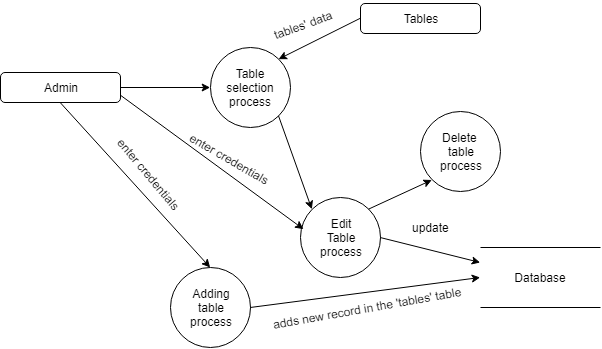 tables' data
Tables
Admin
Table
selection
process
enter credentials
enter credentials
Delete
table
process
Edit
Table
process
update
Database
Adding
table
process
adds new record in the 'tables' table